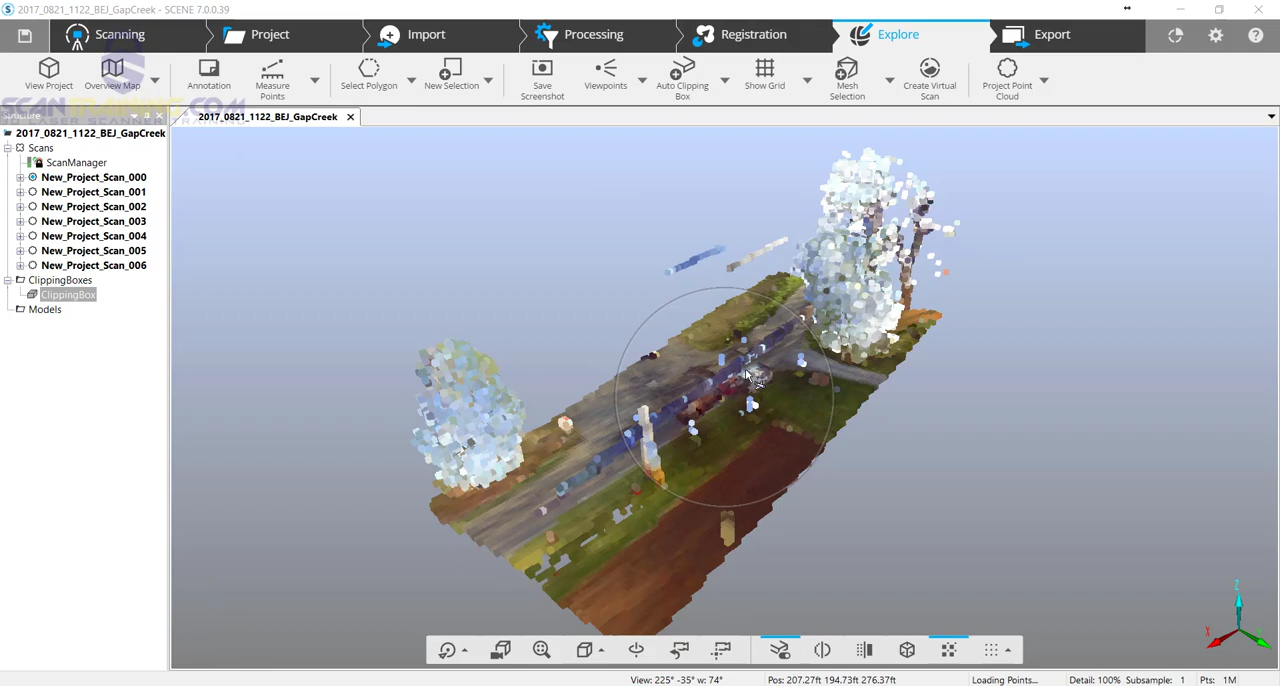 2017_0821_1122_BEJ_GapCreek - SCENE 7.0.0.39
Scanning
Project
Import
Processing
Registration
Explore
Export
View Project
Overview Map
Annotation
Measure Points
Select Polygon
New Selection
Save Screenshot
Viewpoints
Auto Clipping Box
Show Grid
Mesh Selection
Create Virtual Scan
Project Point Cloud
SCANTRAINING.COM
Structure
2017_0821_1122_BEJ_GapCreek
2017_0821_1122_BEJ_GapCreek
Scans
ScanManager
New_Project_Scan_000
New_Project_Scan_001
New_Project_Scan_002
New_Project_Scan_003
New_Project_Scan_004
New_Project_Scan_005
New_Project_Scan_006
ClippingBoxes
ClippingBox
Models
Z
X
View: 225° -35° w: 74°
Pos: 207.27ft 194.73ft 276.37ft
Loading Points...
Detail: 100%
Subsample: 1
Pts: 1M